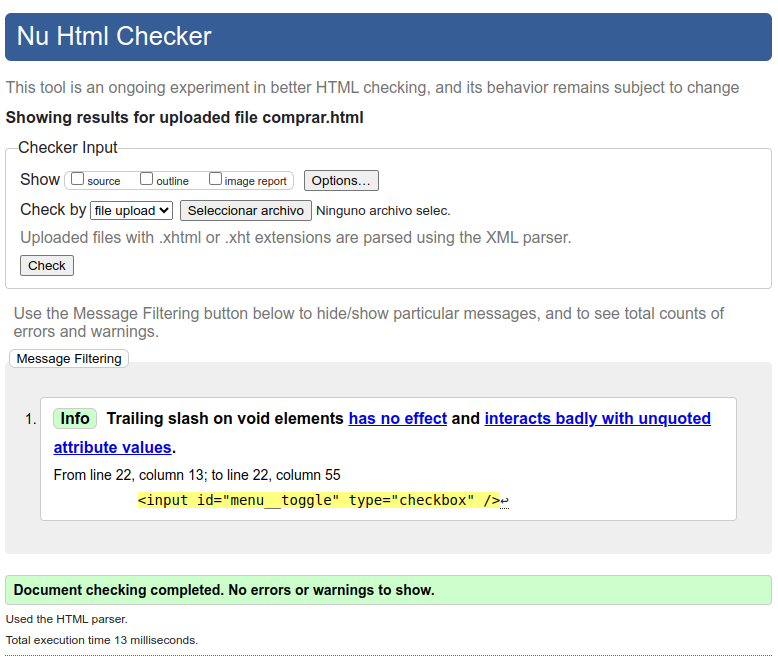 Nu Html Checker
This tool is an ongoing experiment in better HTML checking, and its behavior remains subject to change
Showing results for uploaded file comprar.html
Checker Input
Show source outline image report Options…
Check by file upload Seleccionar archivo Ninguno archivo selec.
Uploaded files with .xhtml or .xht extensions are parsed using the XML parser.
Check
Use the Message Filtering button below to hide/show particular messages, and to see total counts of
errors and warnings.
Message Filtering
1. Info Trailing slash on void elements has no effect and interacts badly with unquoted
attribute values.
From line 22, column 13; to line 22, column 55
<input id="menu__toggle" type="checkbox" />↩
Document checking completed. No errors or warnings to show.
Used the HTML parser.
Total execution time 13 milliseconds.